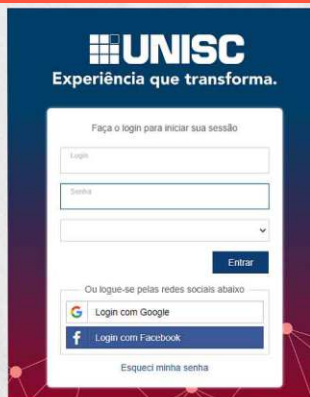 UNISC
Experiência que transforma.
Faça o login para iniciar sua sessão
Login
Senha
Entrar
Ou logue-se pelas redes sociais abaixo
G Login com Google
f Login com Facebook
Esqueci minha senha